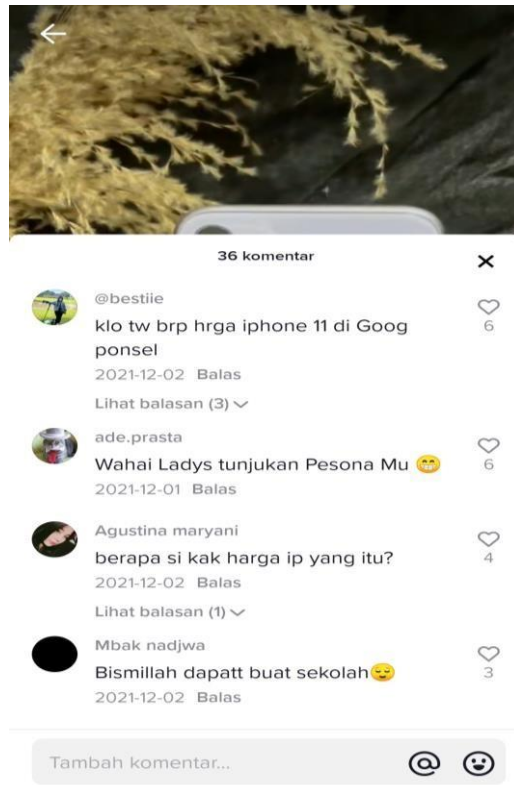 36 komentar
@bestiie
klo tw brp hrga iphone 11 di Goog
ponsel
2021-12-02 Balas
Lihat balasan (3)
6
ade.prasta
Wahai Ladys tunjukan Pesona Mu 😁
2021-12-01 Balas
6
Agustina maryani
berapa si kak harga ip yang itu?
2021-12-02 Balas
Lihat balasan (1)
4
Mbak nadjwa
Bismillah dapatt buat sekolah😌
2021-12-02 Balas
3
Tambah komentar...